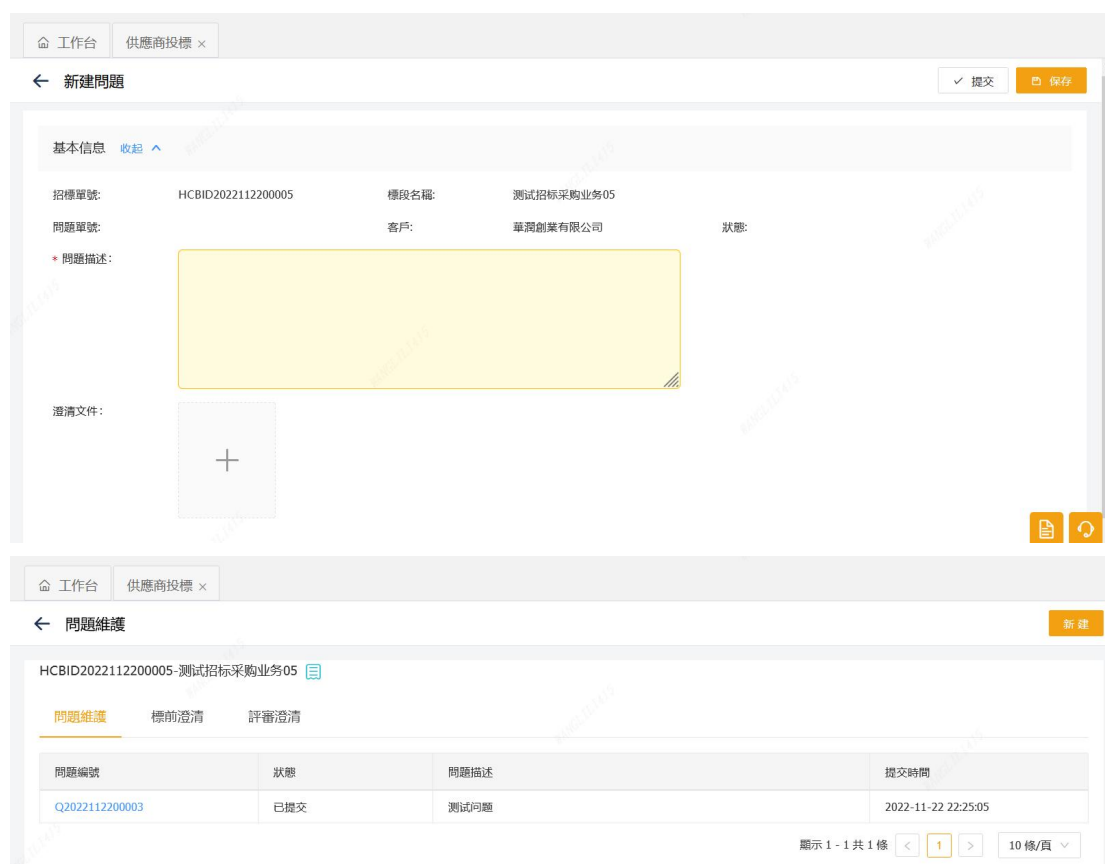 工作台 供應商投標 ×
新建問題 提交 保存
基本信息 收起
招標單號: HCBID2022112200005 標段名稱: 测试招标采购业务05
問題單號: 客戶: 華潤創業有限公司 狀態:
* 問題描述:
澄清文件:
工作台 供應商投標 ×
問題維護 新建
HCBID2022112200005-测试招标采购业务05
問題維護 標前澄清 評審澄清
問題編號 狀態 問題描述 提交時間
Q2022112200003 已提交 测试问题 2022-11-22 22:25:05
顯示 1 - 1 共 1 條 < 1 > 10 條/頁